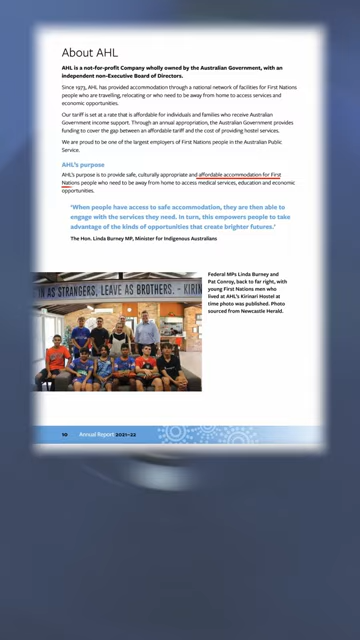 About AHL
AHL is a not-for-profit Company wholly owned by the Australian Government, with an
independent non-Executive Board of Directors.
Since 1973, AHL has provided accommodation through a national network of facilities for First Nations
people who are travelling, relocating or who need to be away from home to access services and
economic opportunities.
Our tariff is set at a rate that is affordable for individuals and families who receive Australian
Government income support. Through an annual appropriation, the Australian Government provides
funding to cover the gap between an affordable tariff and the cost of providing hostel services.
We are proud to be one of the largest employers of First Nations people in the Australian Public
Service.
AHL's purpose
AHL's purpose is to provide safe, culturally appropriate and affordable accommodation for First
Nations people who need to be away from home to access medical services, education and economic
opportunities.
'When people have access to safe accommodation, they are then able to
engage with the services they need. In turn, this empowers people to take
advantage of the kinds of opportunities that create brighter futures.'
The Hon. Linda Burney MP, Minister for Indigenous Australians
IN AS STRANGERS, LEAVE AS BROTHERS. - KIRIN
Federal MPs Linda Burney and
Pat Conroy, back to far right, with
young First Nations men who
lived at AHL's Kirinari Hostel at
time photo was published. Photo
sourced from Newcastle Herald.
10 Annual Report 2021–22